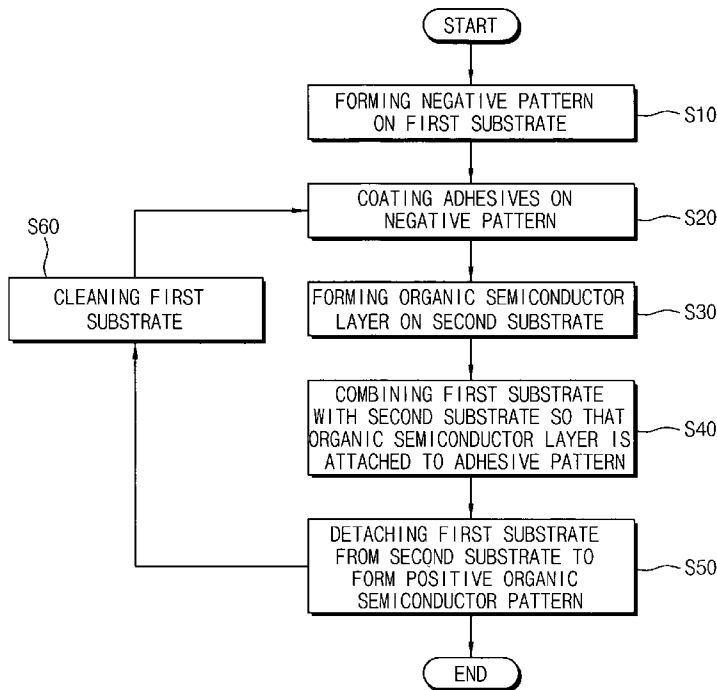 START
FORMING NEGATIVE PATTERN
ON FIRST SUBSTRATE
S10
COATING ADHESIVES ON
NEGATIVE PATTERN
S20
S60
CLEANING FIRST
SUBSTRATE
FORMING ORGANIC SEMICONDUCTOR
LAYER ON SECOND SUBSTRATE
S30
COMBINING FIRST SUBSTRATE
WITH SECOND SUBSTRATE SO THAT
ORGANIC SEMICONDUCTOR LAYER IS
ATTACHED TO ADHESIVE PATTERN
S40
DETACHING FIRST SUBSTRATE
FROM SECOND SUBSTRATE TO
FORM POSITIVE ORGANIC
SEMICONDUCTOR PATTERN
S50
END